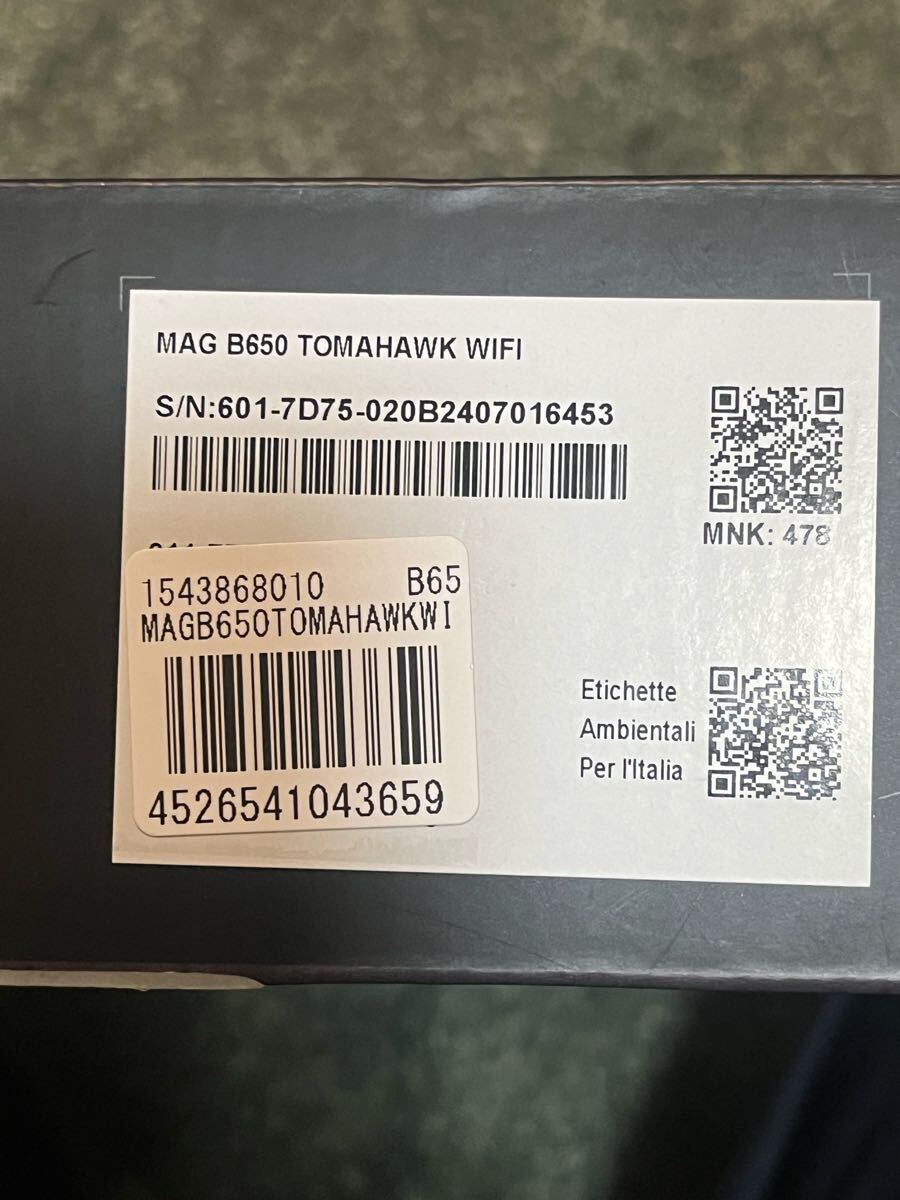 MAG B650 TOMAHAWK WIFI
S/N:601-7D75-020B2407016453
MNK: 478
1543868010 B65
MAGB650TOMAHAWKWI
4526541043659
Etichette
Ambientali
Per l'Italia